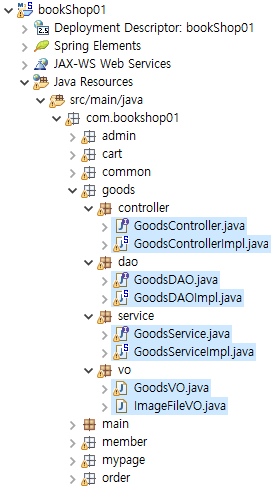 bookShop01
Deployment Descriptor: bookShop01
Spring Elements
JAX-WS Web Services
Java Resources
src/main/java
com.bookshop01
admin
cart
common
goods
controller
GoodsController.java
GoodsControllerImpl.java
dao
GoodsDAO.java
GoodsDAOImpl.java
service
GoodsService.java
GoodsServiceImpl.java
vo
GoodsVO.java
ImageFileVO.java
main
member
mypage
order